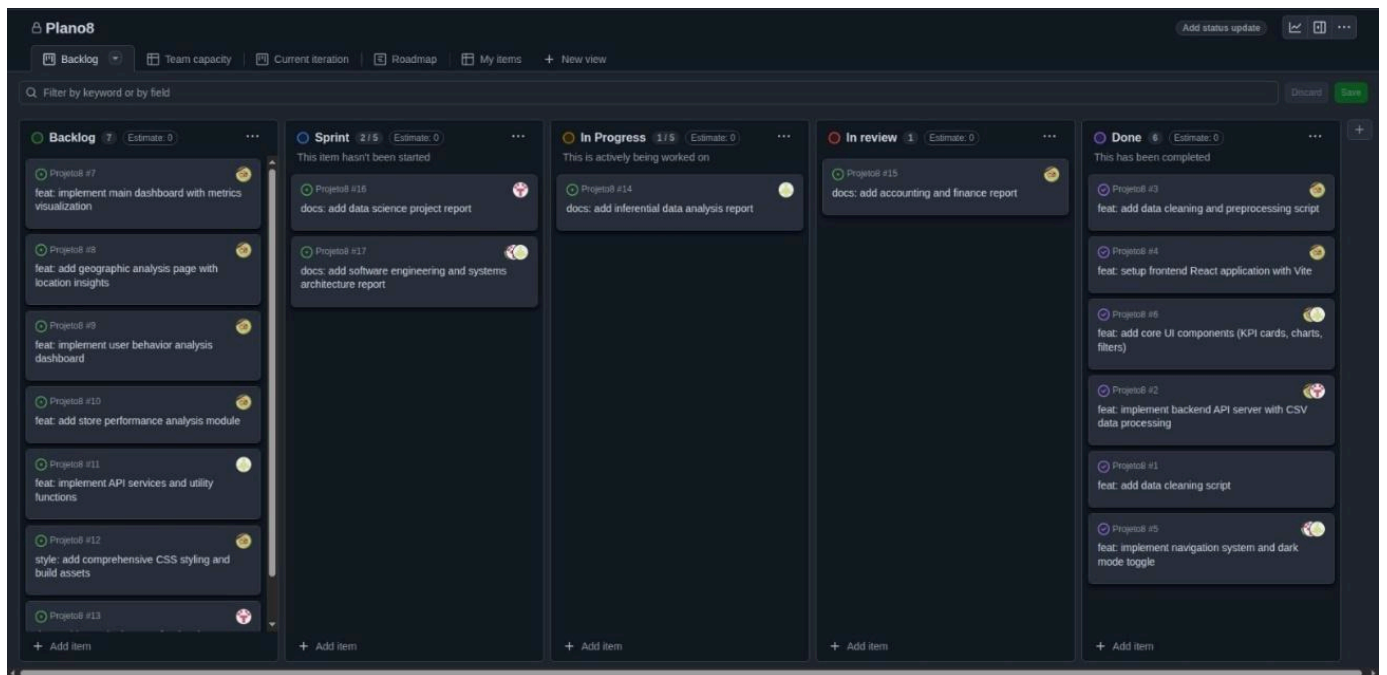 Plano8
Add status update
Backlog
Team capacity
Current iteration
Roadmap
My items
+ New view
Filter by keyword or by field
Discard
Save
Backlog 7 Estimate: 0
Projeto8 #7
feat: implement main dashboard with metrics
visualization
Projeto8 #8
feat: add geographic analysis page with
location insights
Projeto8 #9
feat: implement user behavior analysis
dashboard
Projeto8 #10
feat: add store performance analysis module
Projeto8 #11
feat: implement API services and utility
functions
Projeto8 #12
style: add comprehensive CSS styling and
build assets
Projeto8 #13
+ Add item
Sprint 2 / 5 Estimate: 0
This item hasn't been started
Projeto8 #16
docs: add data science project report
Projeto8 #17
docs: add software engineering and systems
architecture report
+ Add item
In Progress 1 / 5 Estimate: 0
This is actively being worked on
Projeto8 #14
docs: add inferential data analysis report
+ Add item
In review 1 Estimate: 0
Projeto8 #15
docs: add accounting and finance report
+ Add item
Done 6 Estimate: 0
This has been completed
Projeto8 #3
feat: add data cleaning and preprocessing script
Projeto8 #4
feat: setup frontend React application with Vite
Projeto8 #6
feat: add core UI components (KPI cards, charts,
filters)
Projeto8 #2
feat: implement backend API server with CSV
data processing
Projeto8 #1
feat: add data cleaning script
Projeto8 #5
feat: implement navigation system and dark
mode toggle
+ Add item